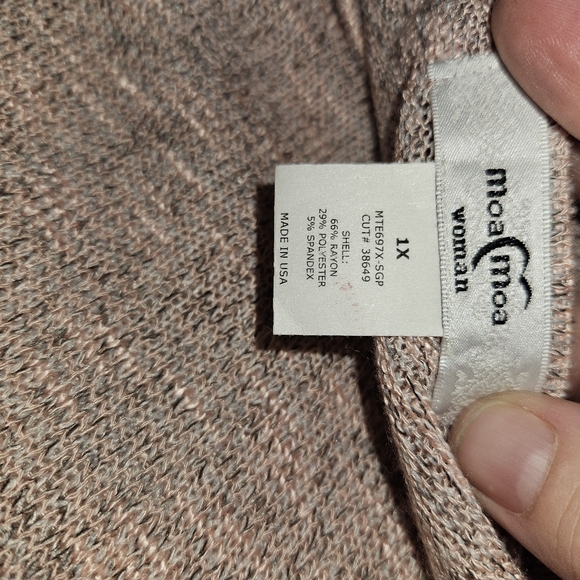 moa moa
woman
1X
MTE697X-SGP
CUT# 38649
SHELL:
66% RAYON
29% POLYESTER
5% SPANDEX
MADE IN USA